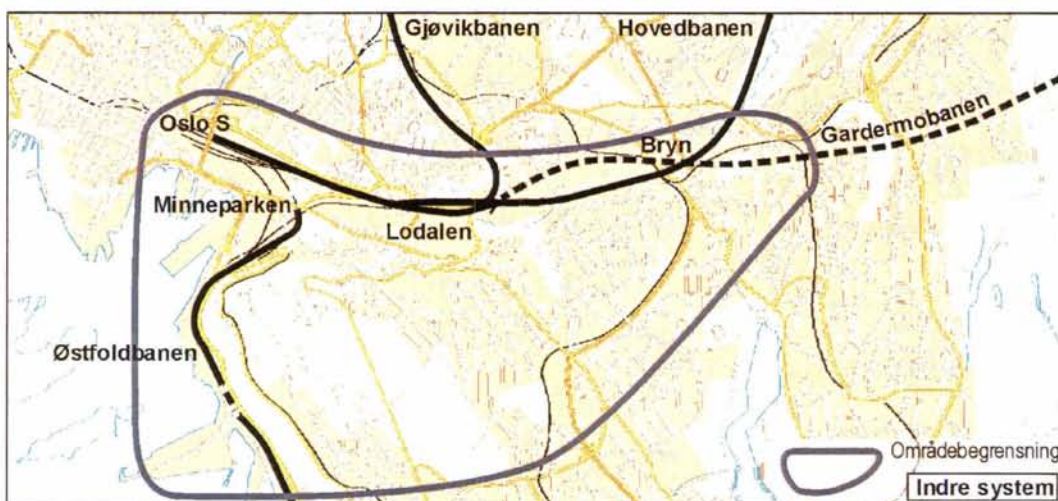 Gjøvikbanen
Hovedbanen
Oslo S
Bryn
Gardermobanen
Minneparken
Lodalen
Østfoldbanen
Områdebegrensning
Indre system